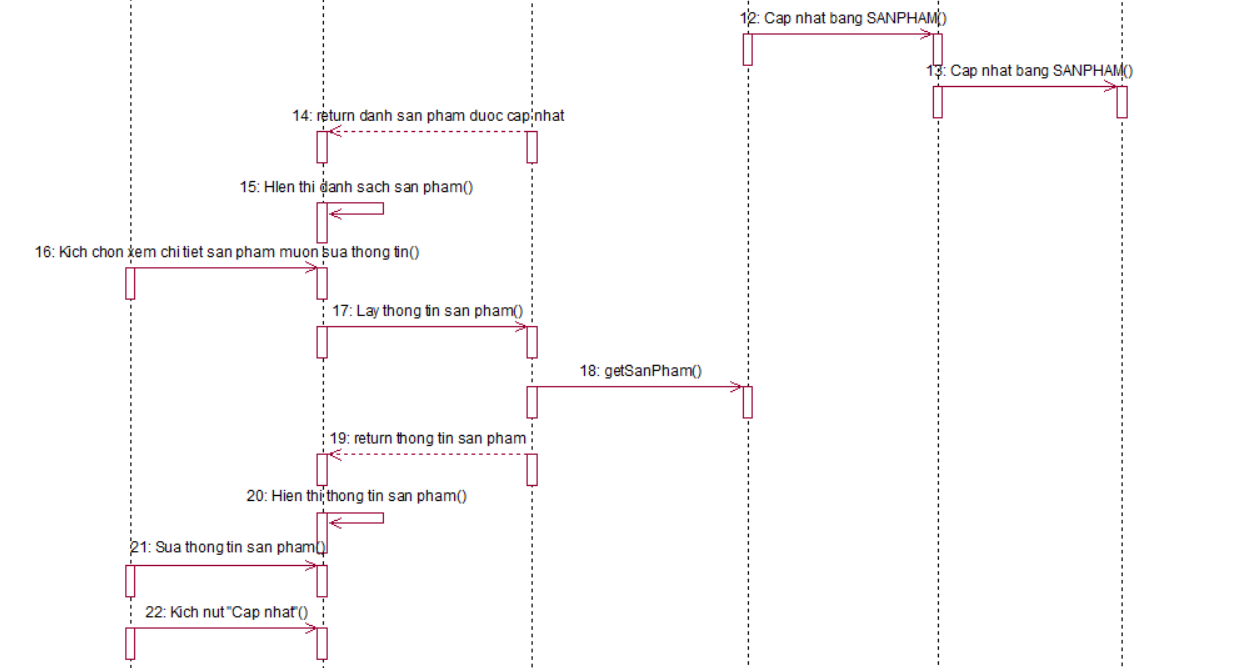 12: Cap nhat bang SANPHAM()
13: Cap nhat bang SANPHAM()
14: return danh san pham duoc cap nhat
15: HIen thi danh sach san pham()
16: Kich chon xem chi tiet san pham muon sua thong tin()
17: Lay thong tin san pham()
18: getSanPham()
19: return thong tin san pham
20: Hien thi thong tin san pham()
21: Sua thong tin san pham()
22: Kich nut "Cap nhat"()